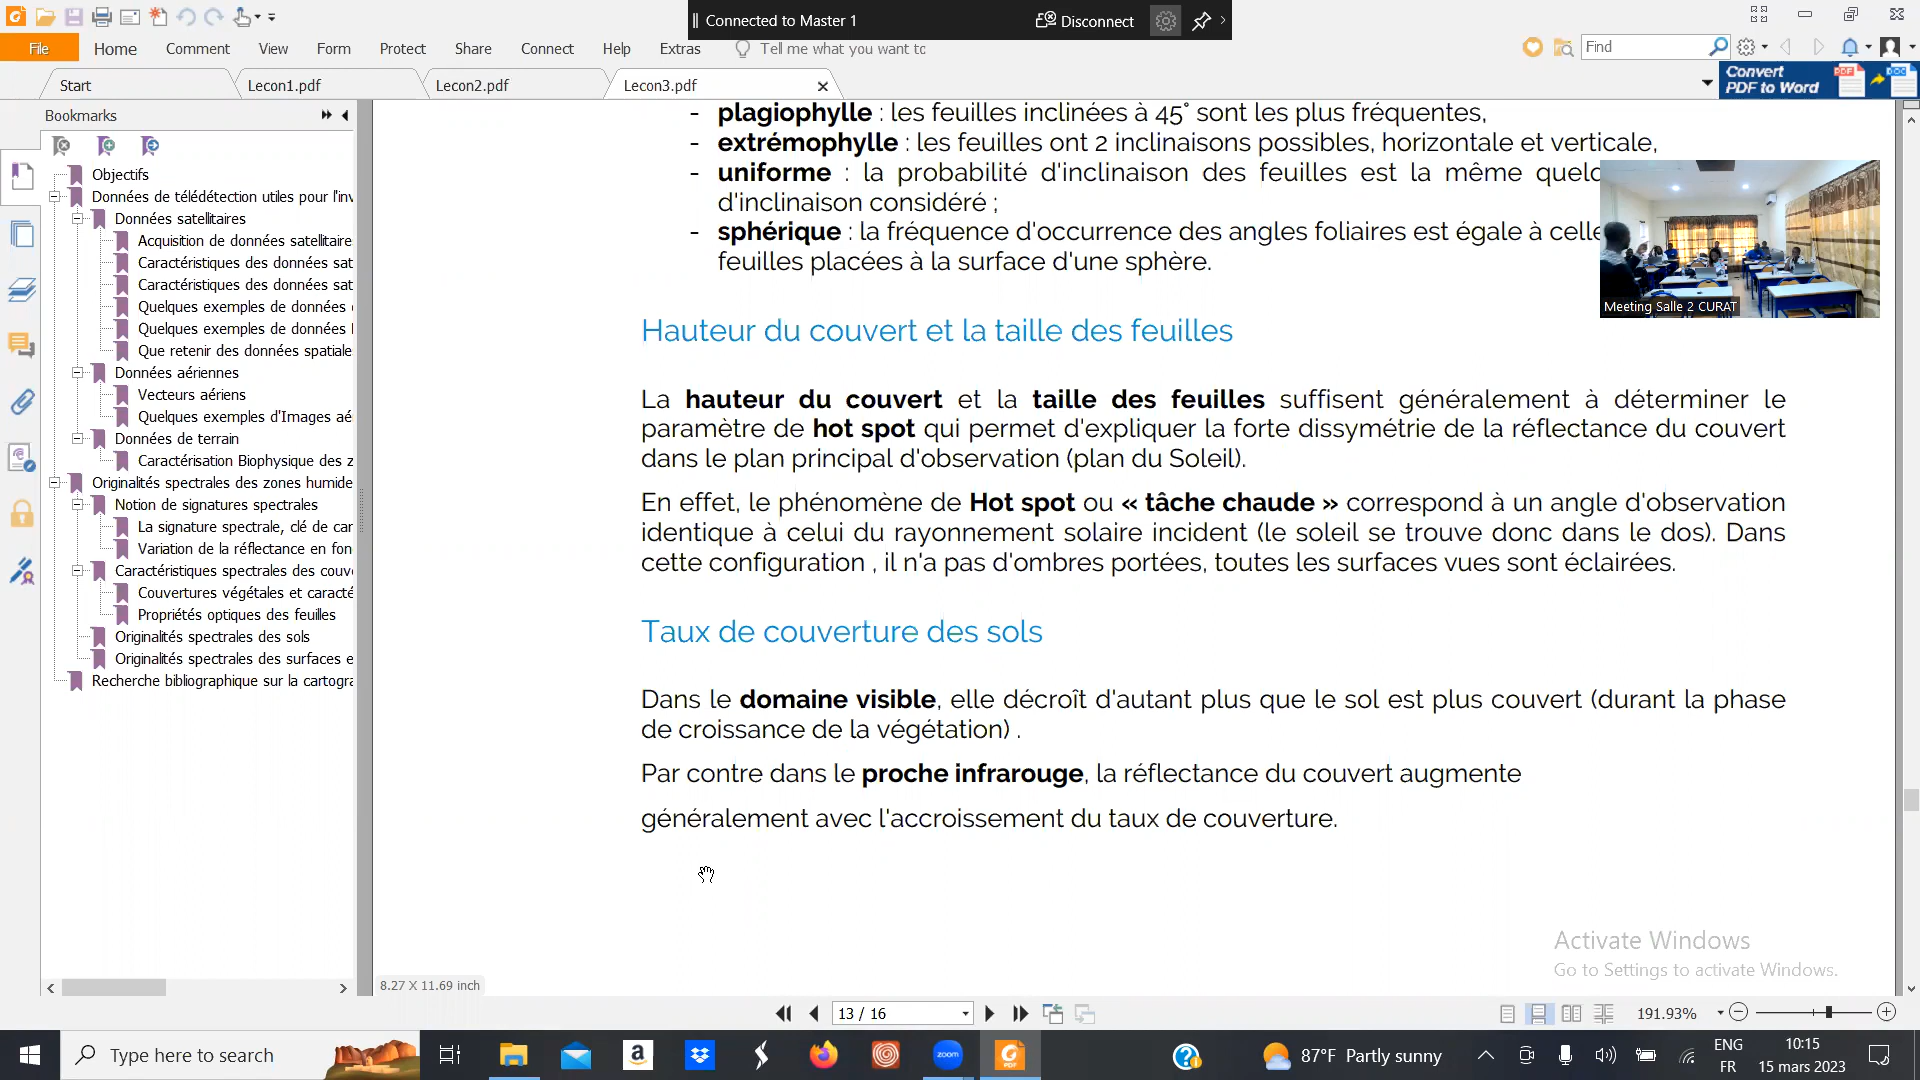 Connected to Master 1
Disconnect
File
Home
Comment
View
Form
Protect
Share
Connect
Help
Extras
Tell me what you want to
Find
Start
Lecon1.pdf
Lecon2.pdf
Lecon3.pdf
Convert
PDF to Word
PDF
DOC
Bookmarks
Objectifs
Données de télédétection utiles pour l'inv
Données satellitaires
Acquisition de données satellitaire
Caractéristiques des données sat
Caractéristiques des données sat
Quelques exemples de données
Quelques exemples de données
Que retenir des données spatiale
Données aériennes
Vecteurs aériens
Quelques exemples d'Images aé
Données de terrain
Caractérisation Biophysique des z
Originalités spectrales des zones humide
Notion de signatures spectrales
La signature spectrale, clé de car
Variation de la réflectance en fon
Caractéristiques spectrales des couv
Couvertures végétales et caracté
Propriétés optiques des feuilles
Originalités spectrales des sols
Originalités spectrales des surfaces e
Recherche bibliographique sur la cartogra
- plagiophylle : les feuilles inclinées à 45° sont les plus fréquentes,
- extrémophylle : les feuilles ont 2 inclinaisons possibles, horizontale et verticale,
- uniforme : la probabilité d'inclinaison des feuilles est la même quel
d'inclinaison considéré ;
- sphérique : la fréquence d'occurrence des angles foliaires est égale à celle
feuilles placées à la surface d'une sphère.
Meeting Salle 2 CURAT
Hauteur du couvert et la taille des feuilles
La hauteur du couvert et la taille des feuilles suffisent généralement à déterminer le
paramètre de hot spot qui permet d'expliquer la forte dissymétrie de la réflectance du couvert
dans le plan principal d'observation (plan du Soleil).
En effet, le phénomène de Hot spot ou « tâche chaude » correspond à un angle d'observation
identique à celui du rayonnement solaire incident (le soleil se trouve donc dans le dos). Dans
cette configuration , il n'a pas d'ombres portées, toutes les surfaces vues sont éclairées.
Taux de couverture des sols
Dans le domaine visible, elle décroît d'autant plus que le sol est plus couvert (durant la phase
de croissance de la végétation) .
Par contre dans le proche infrarouge, la réflectance du couvert augmente
généralement avec l'accroissement du taux de couverture.
Activate Windows
Go to Settings to activate Windows.
8.27 X 11.69 inch
13 / 16
191.93%
Type here to search
zoom
PDF
87°F Partly sunny
ENG
FR
10:15
15 mars 2023